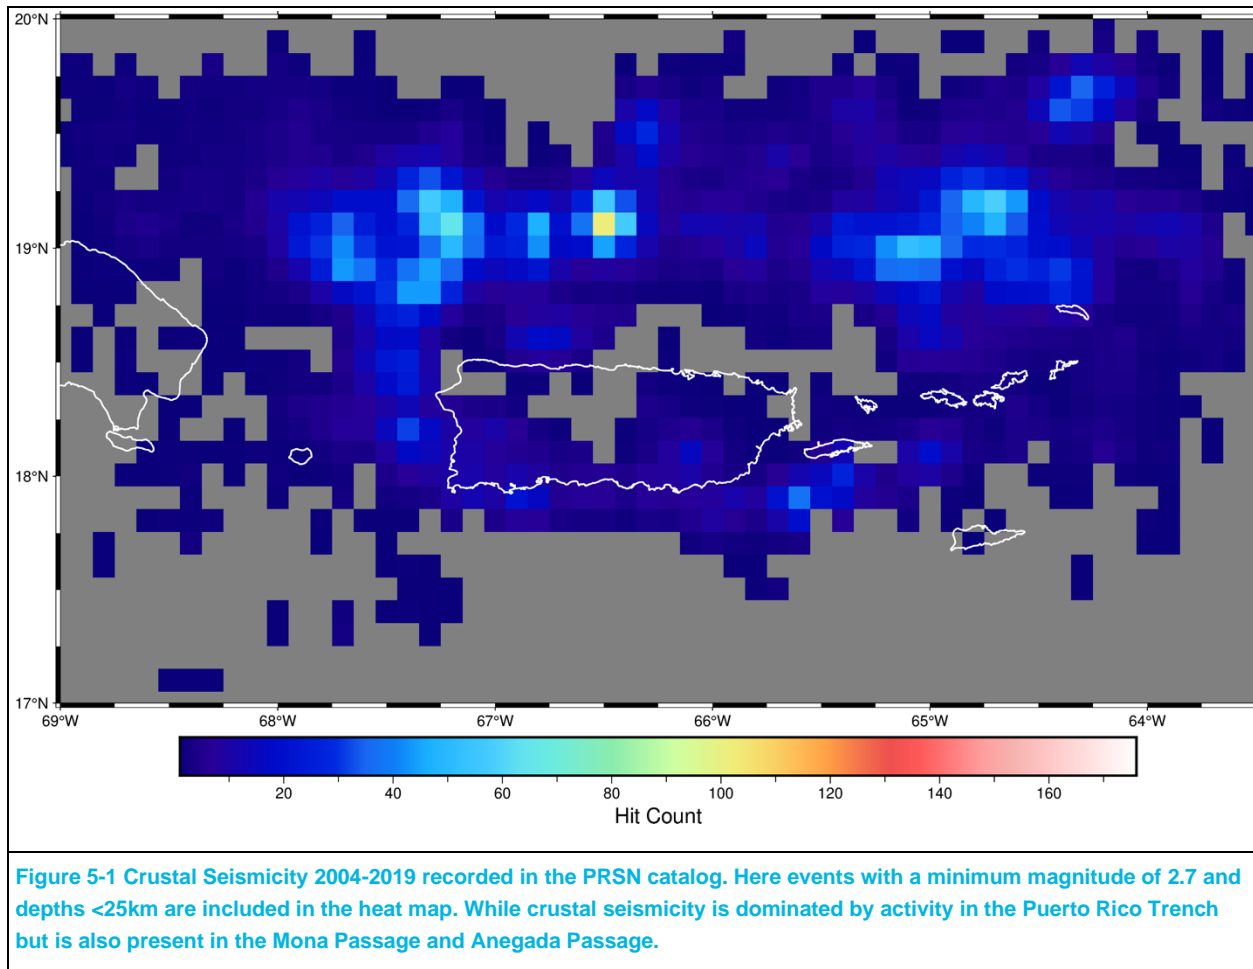 20°N
19°N
18°N
17°N
69°W 68°W 67°W 66°W 65°W 64°W
20 40 60 80 100 120 140 160
Hit Count
Figure 5-1 Crustal Seismicity 2004-2019 recorded in the PRSN catalog. Here events with a minimum magnitude of 2.7 and
depths <25km are included in the heat map. While crustal seismicity is dominated by activity in the Puerto Rico Trench
but is also present in the Mona Passage and Anegada Passage.